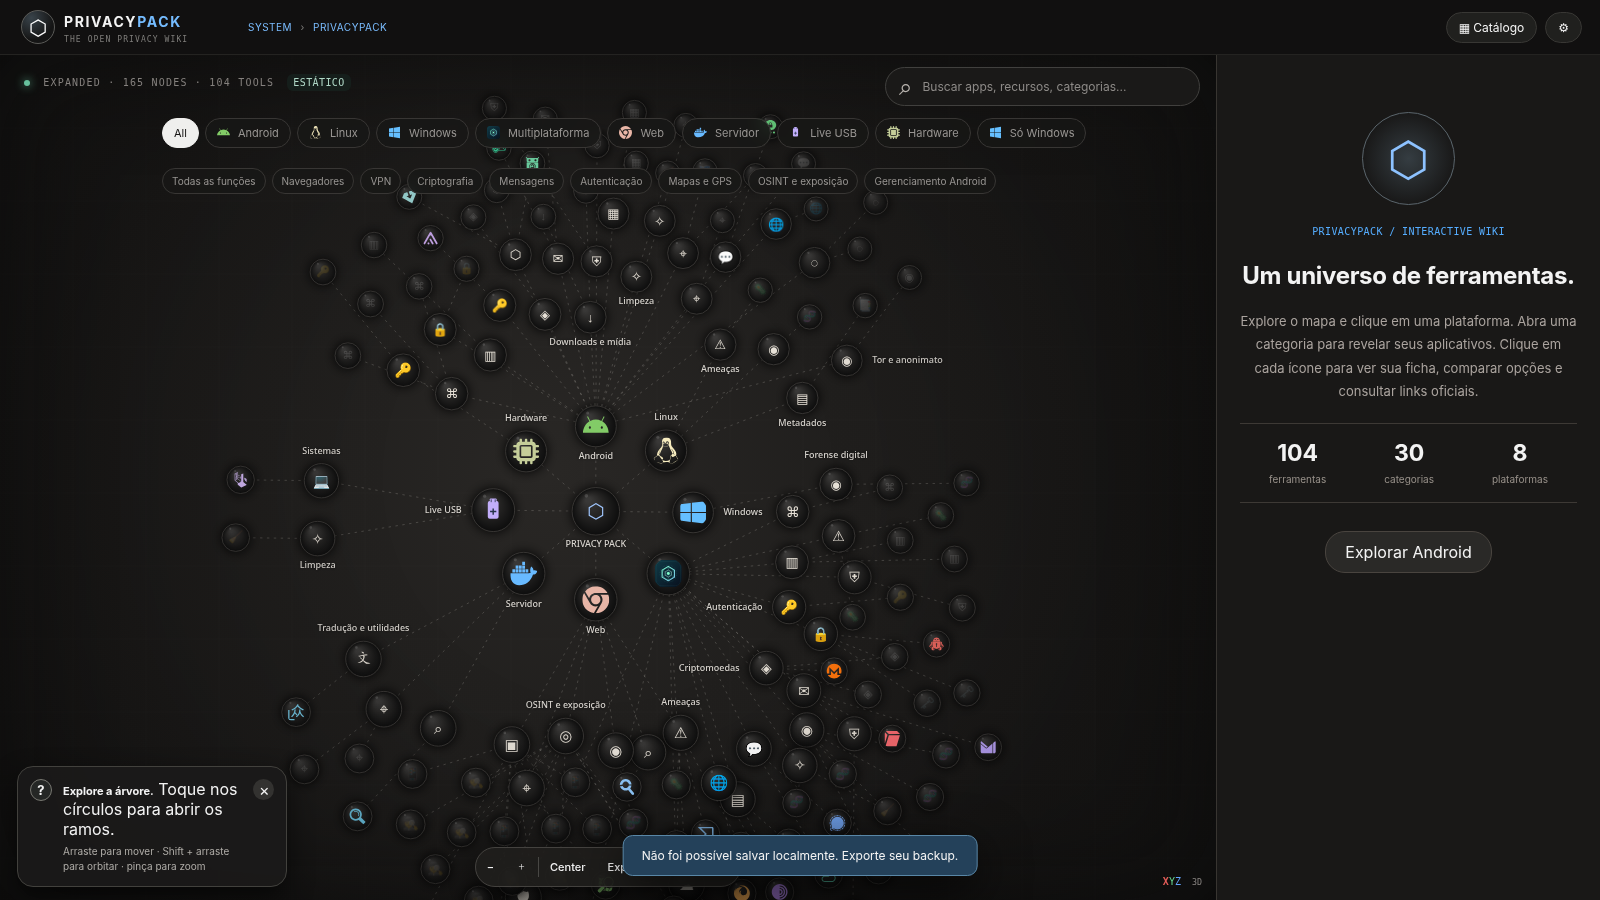 PRIVACYPACK
THE OPEN PRIVACY WIKI
SYSTEM › PRIVACYPACK
Catálogo
EXPANDED · 165 NODES · 104 TOOLS ESTÁTICO
Buscar apps, recursos, categorias...
All Android Linux Windows Multiplataforma Web Servidor Live USB Hardware Só Windows
Todas as funções Navegadores VPN Criptografia Mensagens Autenticação Mapas e GPS OSINT e exposição Gerenciamento Android
Limpeza
Downloads e mídia
Ameaças
Tor e anonimato
Metadados
Hardware
Linux
Android
Sistemas
Forense digital
Live USB
Windows
PRIVACY PACK
Limpeza
Servidor
Autenticação
Web
Tradução e utilidades
Criptomoedas
OSINT e exposição
Ameaças
?
Explore a árvore. Toque nos
círculos para abrir os
ramos.
Arraste para mover · Shift + arraste
para orbitar · pinça para zoom
×
− + Center Exp
Não foi possível salvar localmente. Exporte seu backup.
XYZ 3D
PRIVACYPACK / INTERACTIVE WIKI
Um universo de ferramentas.
Explore o mapa e clique em uma plataforma. Abra uma
categoria para revelar seus aplicativos. Clique em
cada ícone para ver sua ficha, comparar opções e
consultar links oficiais.
104 30 8
ferramentas categorias plataformas
Explorar Android